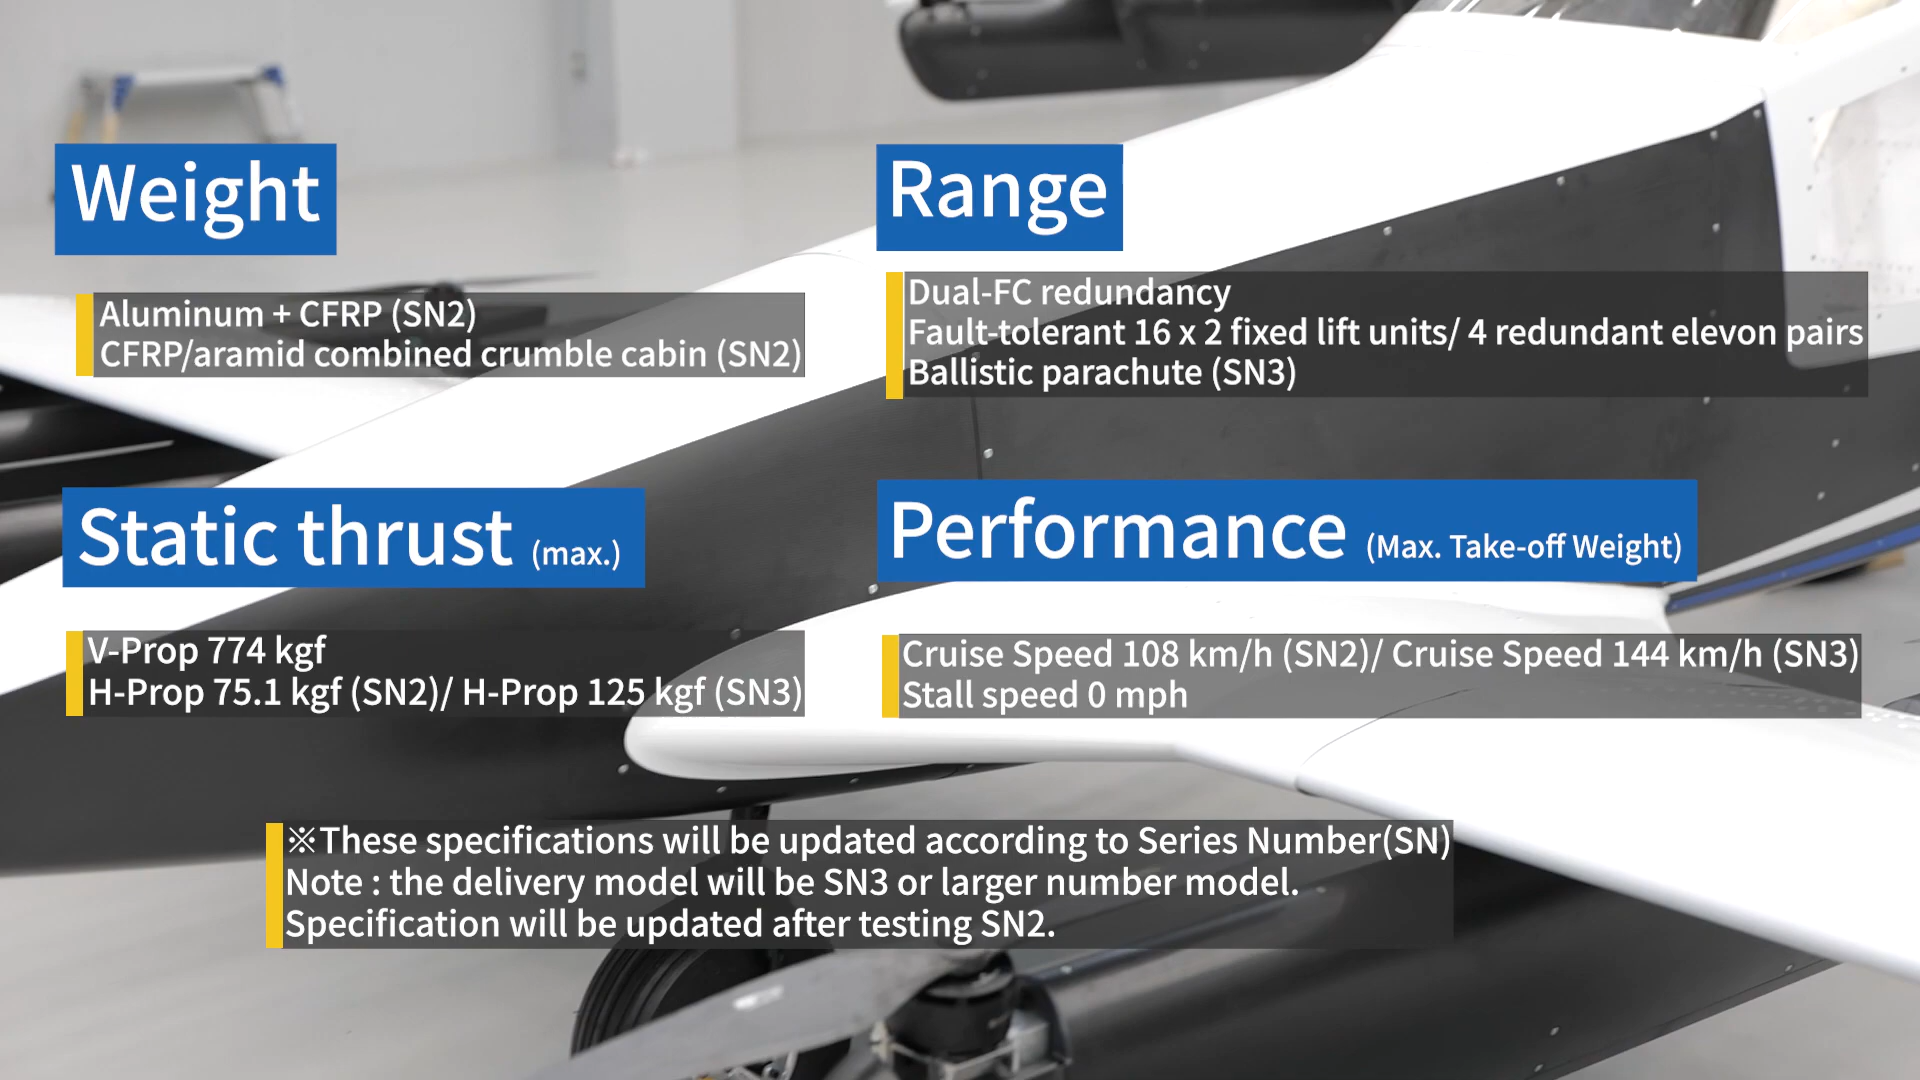 Weight
Aluminum + CFRP (SN2)
CFRP/aramid combined crumble cabin (SN2)
Range
Dual-FC redundancy
Fault-tolerant 16 x 2 fixed lift units/ 4 redundant elevon pairs
Ballistic parachute (SN3)
Static thrust (max.)
V-Prop 774 kgf
H-Prop 75.1 kgf (SN2)/ H-Prop 125 kgf (SN3)
Performance (Max. Take-off Weight)
Cruise Speed 108 km/h (SN2)/ Cruise Speed 144 km/h (SN3)
Stall speed 0 mph
※These specifications will be updated according to Series Number(SN)
Note : the delivery model will be SN3 or larger number model.
Specification will be updated after testing SN2.